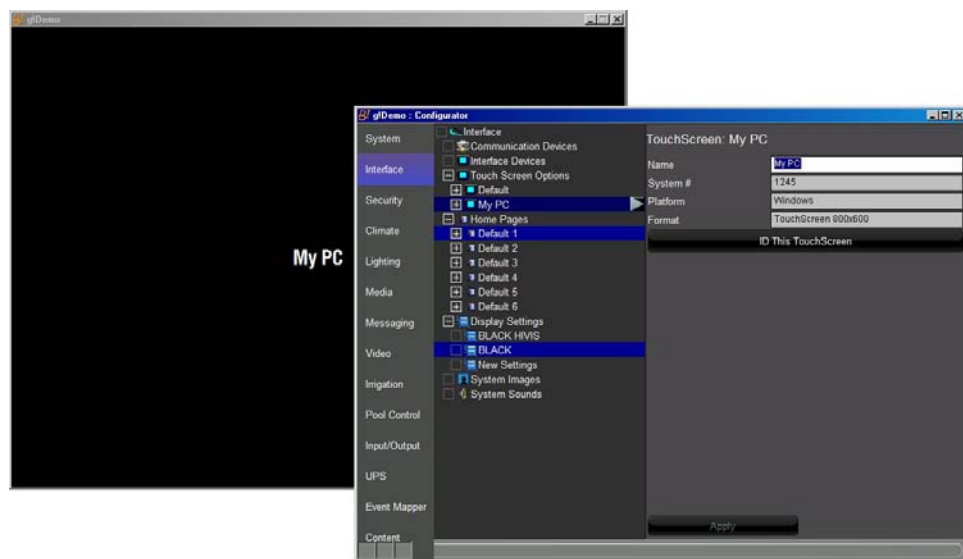 g!Demo
My PC
g!Demo : Configurator
System
Interface
Security
Climate
Lighting
Media
Messaging
Video
Irrigation
Pool Control
Input/Output
UPS
Event Mapper
Content
Interface
Communication Devices
Interface Devices
Touch Screen Options
Default
My PC
Home Pages
Default 1
Default 2
Default 3
Default 4
Default 5
Default 6
Display Settings
BLACK HIVIS
BLACK
New Settings
System Images
System Sounds
TouchScreen: My PC
Name My PC
System # 1245
Platform Windows
Format TouchScreen 800x600
ID This TouchScreen
Apply